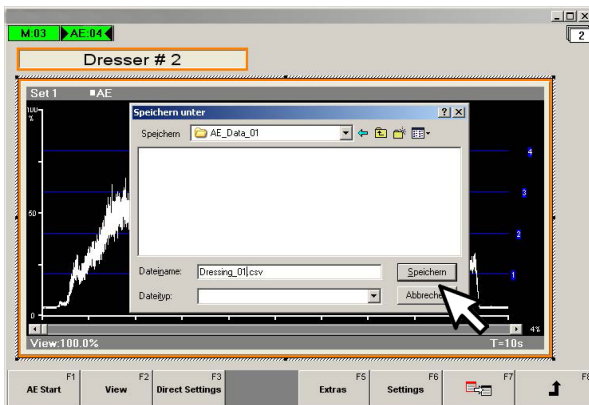 M:03 AE:04
2
Dresser # 2
Set 1 AE
100
%
Speichern unter
Speichern AE_Data_01
4
3
50
2
Dateiname: Dressing_01.csv Speichern
1
Dateityp: Abbreche
0
4%
View:100.0% T=10s
F1 F2 F3 F5 F6 F7 F8
AE Start View Direct Settings Extras Settings